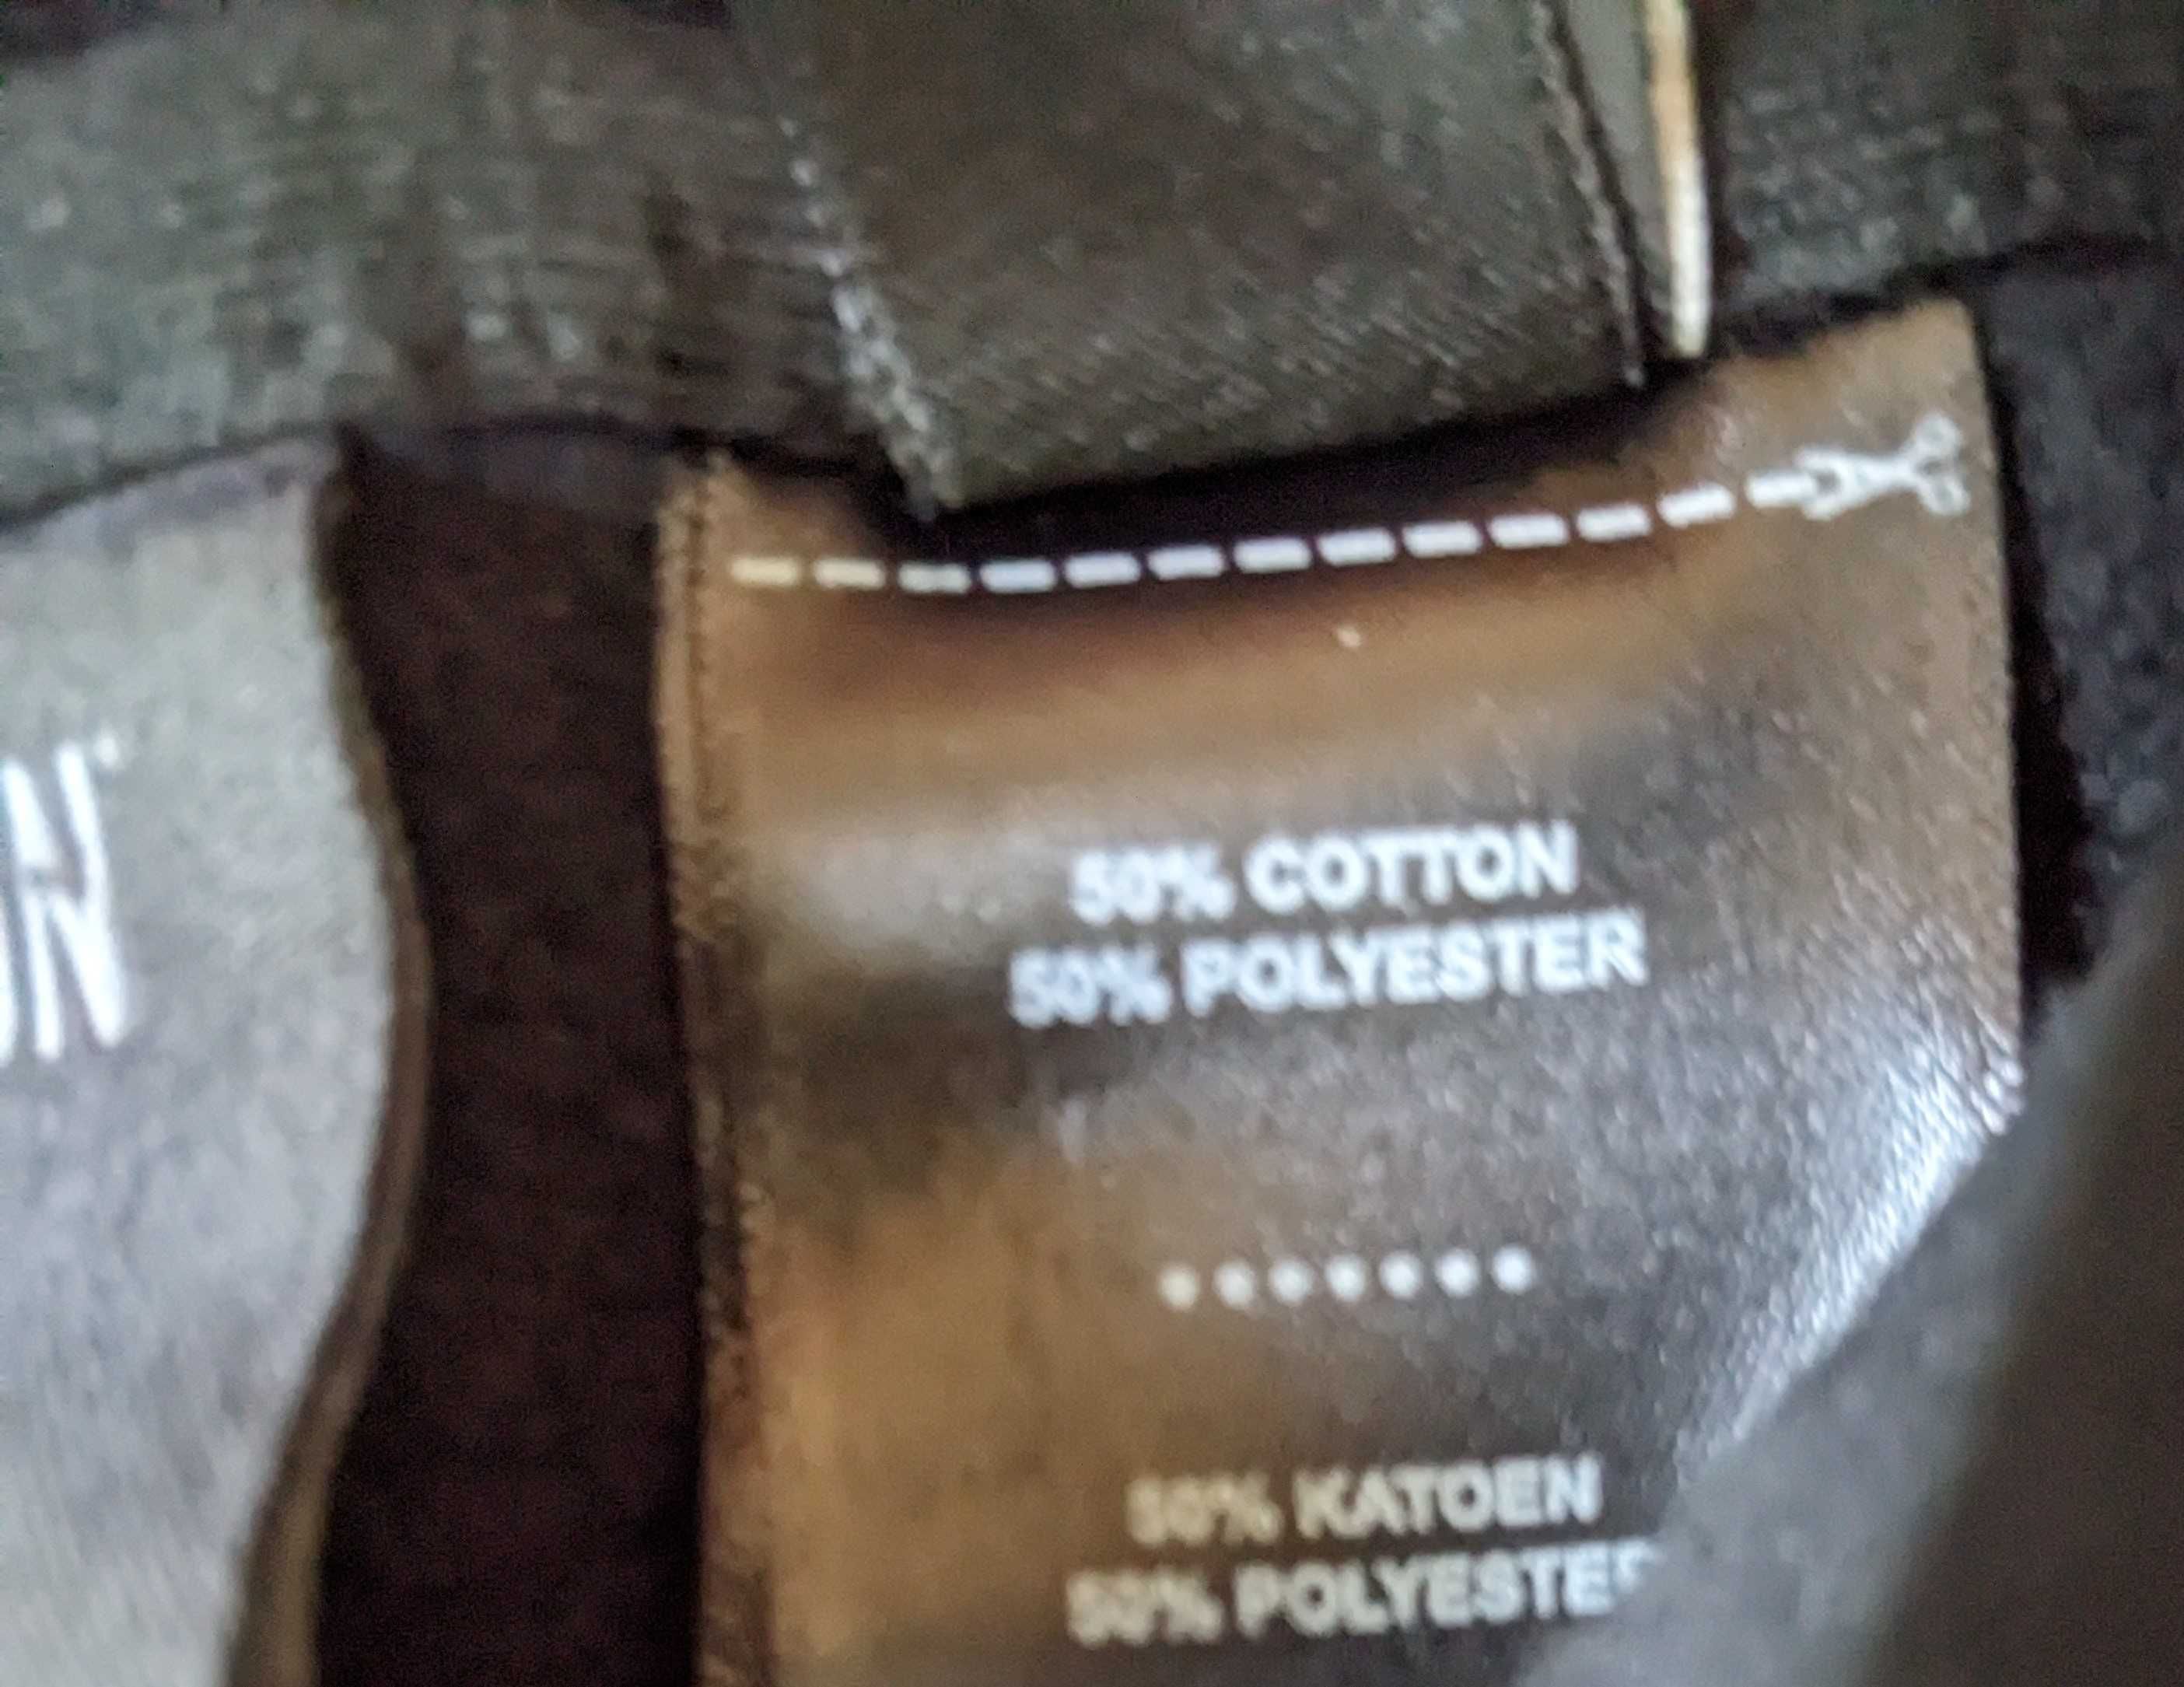 50% COTTON
50% POLYESTER
50% KATOEN
50% POLYESTER